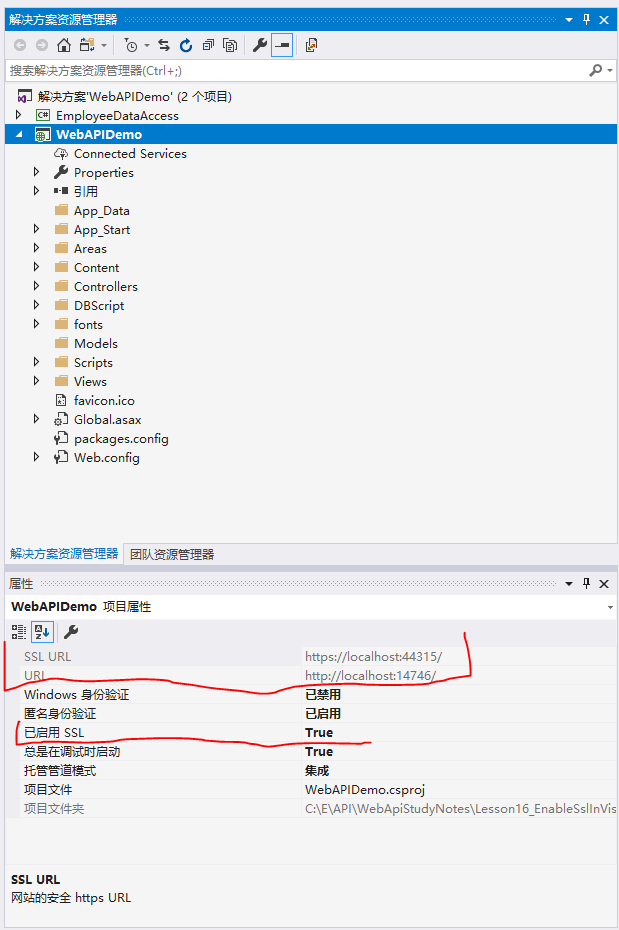 解决方案资源管理器
搜索解决方案资源管理器(Ctrl+;)
解决方案'WebAPIDemo' (2 个项目)
C# EmployeeDataAccess
WebAPIDemo
Connected Services
Properties
引用
App_Data
App_Start
Areas
Content
Controllers
DBScript
fonts
Models
Scripts
Views
favicon.ico
Global.asax
packages.config
Web.config
解决方案资源管理器 团队资源管理器
属性
WebAPIDemo 项目属性
SSL URL https://localhost:44315/
URL http://localhost:14746/
Windows 身份验证 已禁用
匿名身份验证 已启用
已启用 SSL True
总是在调试时启动 True
托管管道模式 集成
项目文件 WebAPIDemo.csproj
项目文件夹 C:\E\API\WebApiStudyNotes\Lesson16_EnableSslInVis
SSL URL
网站的安全 https URL